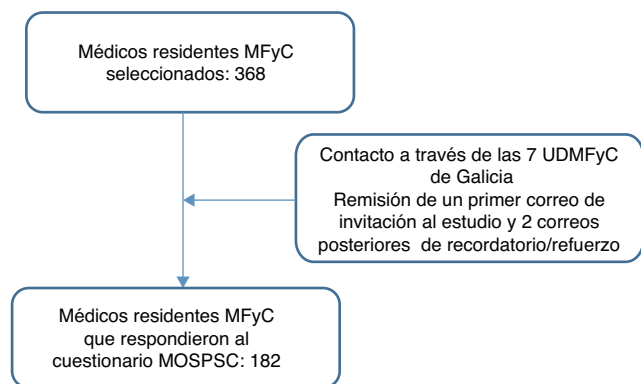 Médicos residentes MFyC
seleccionados: 368
Contacto a través de las 7 UDMFyC
de Galicia
Remisión de un primer correo de
invitación al estudio y 2 correos
posteriores de recordatorio/refuerzo
Médicos residentes MFyC
que respondieron al
cuestionario MOSPSC: 182